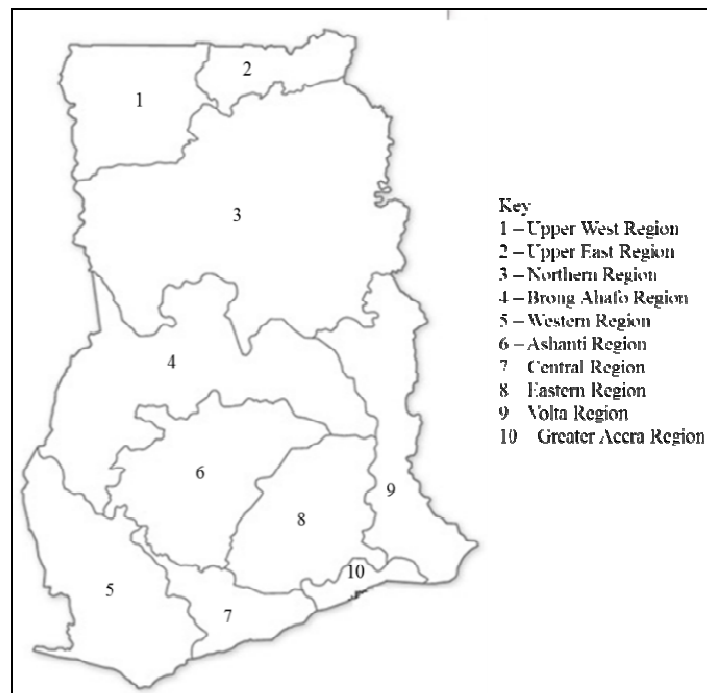 1
2
3
4
5
6
7
8
9
10
Key
1 – Upper West Region
2 – Upper East Region
3 – Northern Region
4 – Brong Ahafo Region
5 – Western Region
6 – Ashanti Region
7 Central Region
8 Eastern Region
9 Volta Region
10 Greater Accra Region